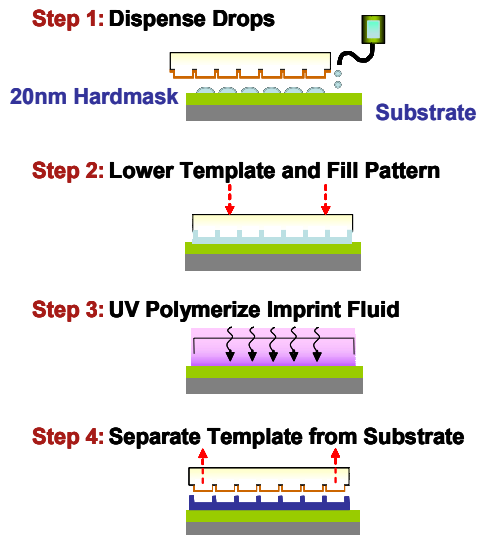 Step 1: Dispense Drops
20nm Hardmask
Substrate
Step 2: Lower Template and Fill Pattern
Step 3: UV Polymerize Imprint Fluid
Step 4: Separate Template from Substrate